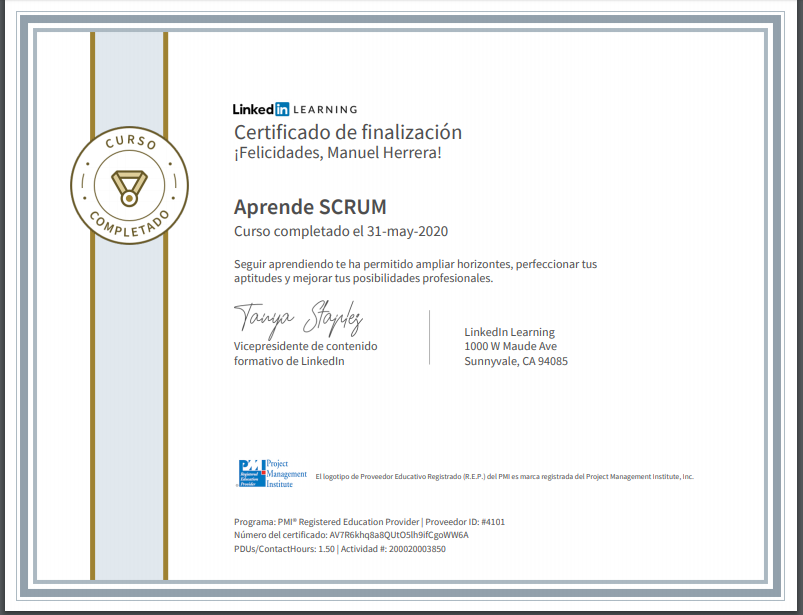 LinkedIn LEARNING
Certificado de finalización
¡Felicidades, Manuel Herrera!
CURSO
COMPLETADO
Aprende SCRUM
Curso completado el 31-may-2020
Seguir aprendiendo te ha permitido ampliar horizontes, perfeccionar tus
aptitudes y mejorar tus posibilidades profesionales.
Tanya Staples
Vicepresidente de contenido
formativo de LinkedIn
LinkedIn Learning
1000 W Maude Ave
Sunnyvale, CA 94085
PMI
Registered
Education
Provider
Project
Management
Institute
El logotipo de Proveedor Educativo Registrado (R.E.P.) del PMI es marca registrada del Project Management Institute, Inc.
Programa: PMI® Registered Education Provider | Proveedor ID: #4101
Número del certificado: AV7R6khq8a8QUtO5lh9ifCgoWW6A
PDUs/ContactHours: 1.50 | Actividad #: 200020003850